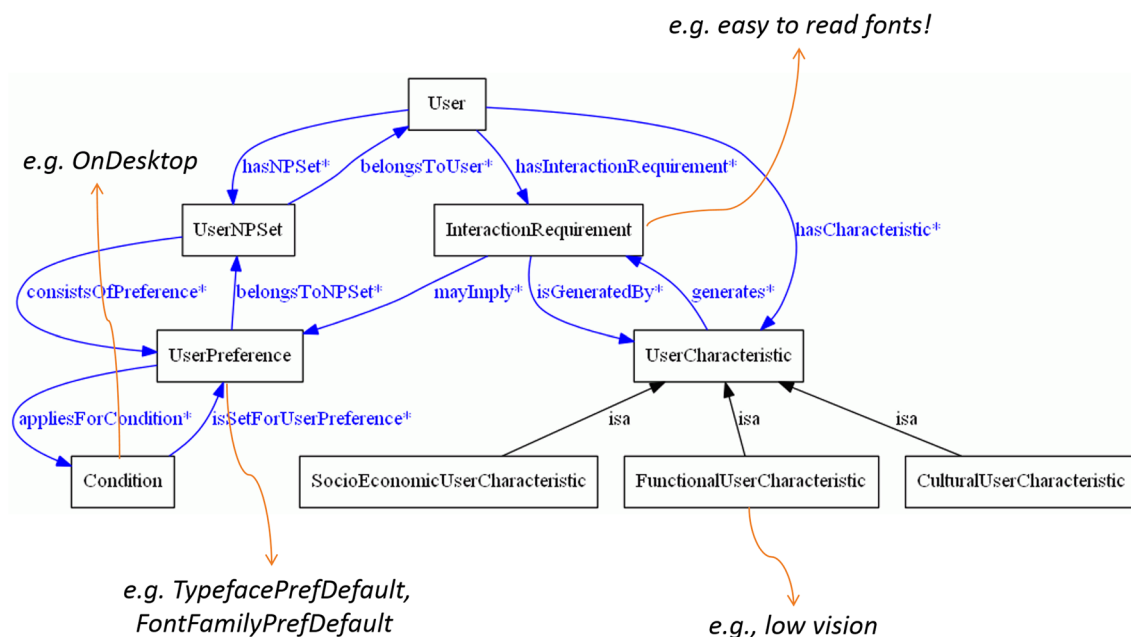 e.g. easy to read fonts!
User
e.g. OnDesktop
hasNPSet*
belongsToUser*
hasInteractionRequirement*
UserNPSet
InteractionRequirement
hasCharacteristic*
consistsOfPreference*
belongsToNPSet*
mayImply*
isGeneratedBy*
generates*
UserPreference
UserCharacteristic
appliesForCondition*
isSetForUserPreference*
isa
isa
isa
Condition
SocioEconomicUserCharacteristic
FunctionalUserCharacteristic
CulturalUserCharacteristic
e.g. TypefacePrefDefault,
FontFamilyPrefDefault
e.g., low vision